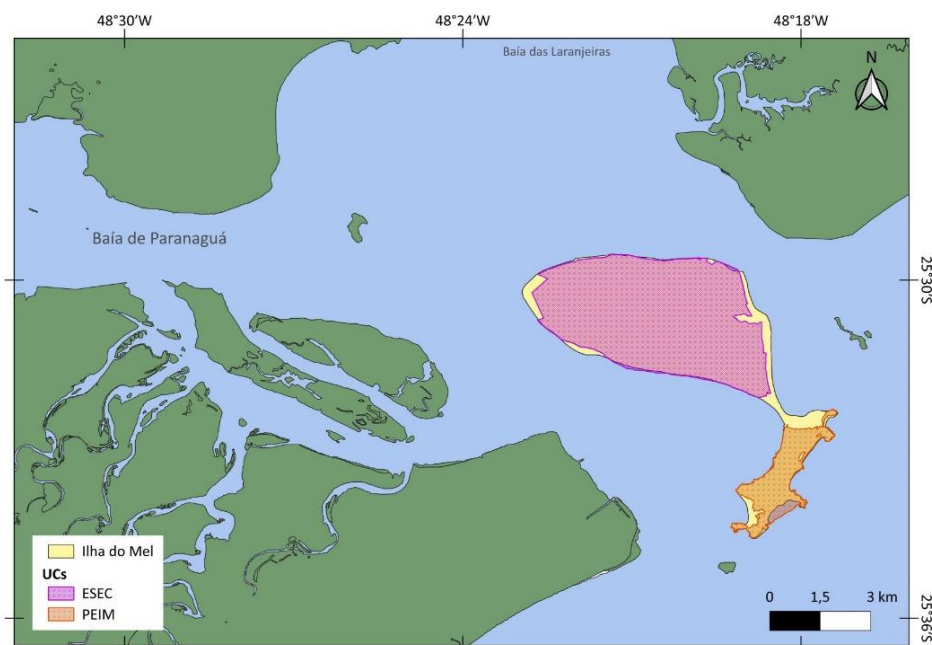 48°30'W 48°24'W 48°18'W
Baía das Laranjeiras
N
Baía de Paranaguá
25°30'S
Ilha do Mel
UCs
ESEC
PEIM
0 1,5 3 km
25°36'S